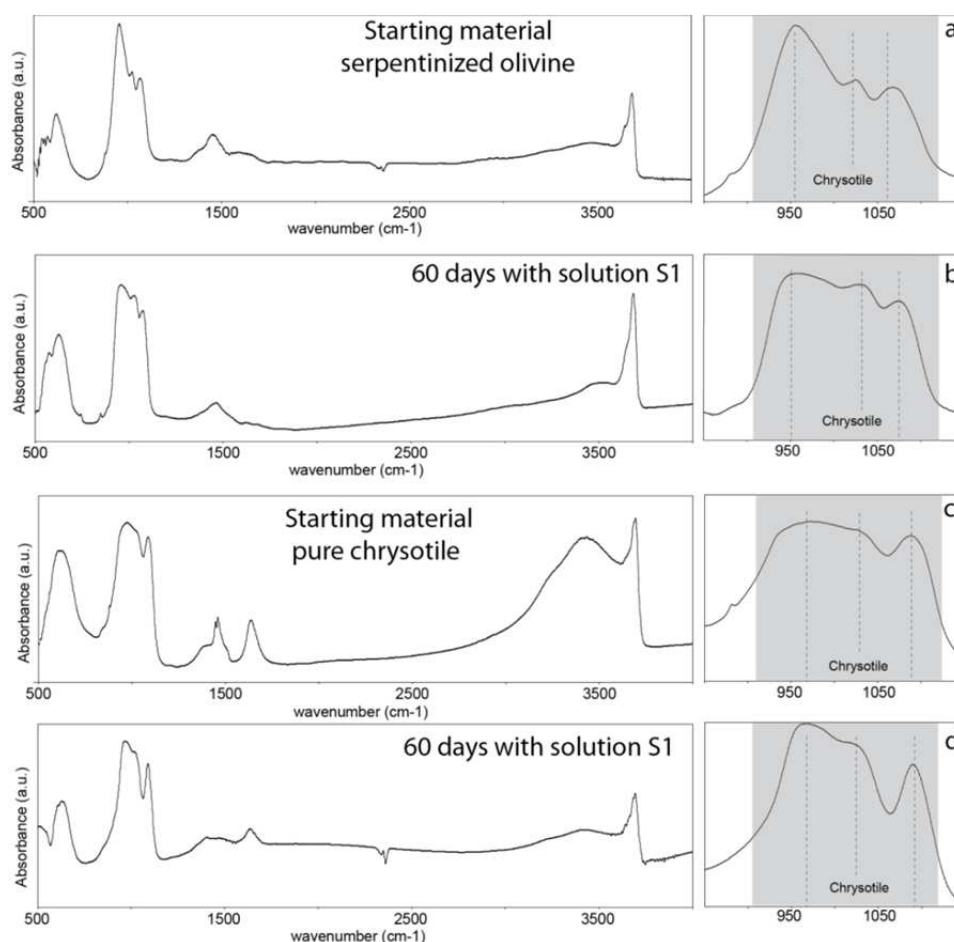 Starting material
serpentinized olivine
Absorbance (a.u.)
500 1500 2500 3500
wavenumber (cm-1)
a
Chrysotile
950 1050
60 days with solution S1
Absorbance (a.u.)
500 1500 2500 3500
wavenumber (cm-1)
b
Chrysotile
950 1050
Starting material
pure chrysotile
Absorbance (a.u.)
500 1500 2500 3500
wavenumber (cm-1)
c
Chrysotile
950 1050
60 days with solution S1
Absorbance (a.u.)
500 1500 2500 3500
wavenumber (cm-1)
d
Chrysotile
950 1050